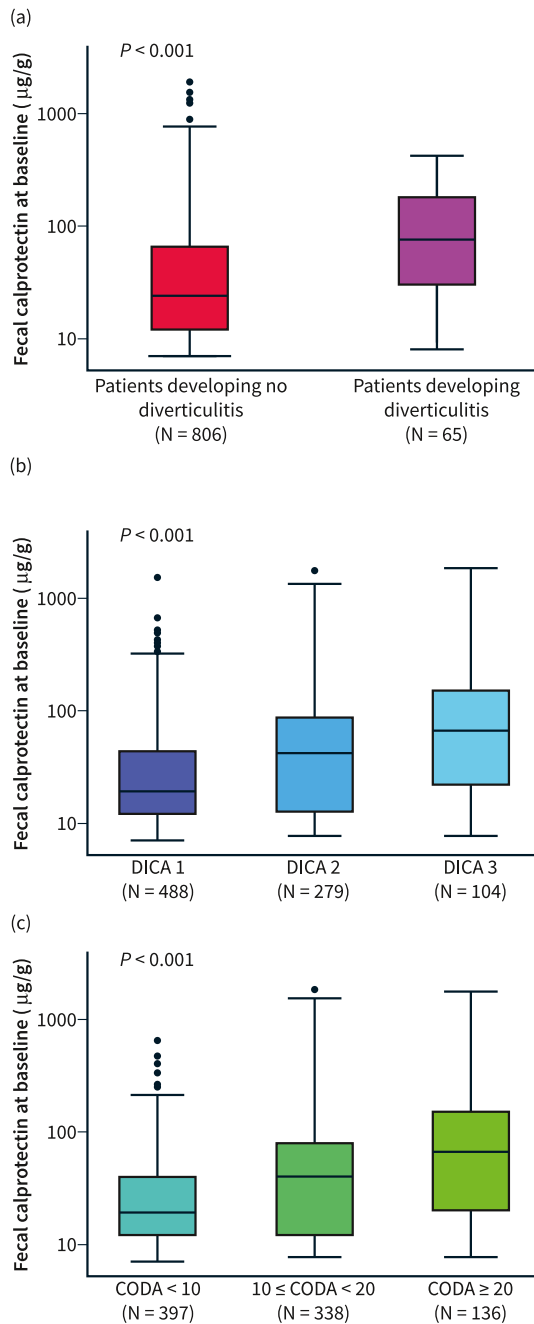 (a)
P < 0.001
Fecal calprotectin at baseline ( μg/g)
1000
100
10
Patients developing no
diverticulitis
(N = 806)
Patients developing
diverticulitis
(N = 65)
(b)
P < 0.001
Fecal calprotectin at baseline ( μg/g)
1000
100
10
DICA 1
(N = 488)
DICA 2
(N = 279)
DICA 3
(N = 104)
(c)
P < 0.001
Fecal calprotectin at baseline ( μg/g)
1000
100
10
CODA < 10
(N = 397)
10 ≤ CODA < 20
(N = 338)
CODA ≥ 20
(N = 136)